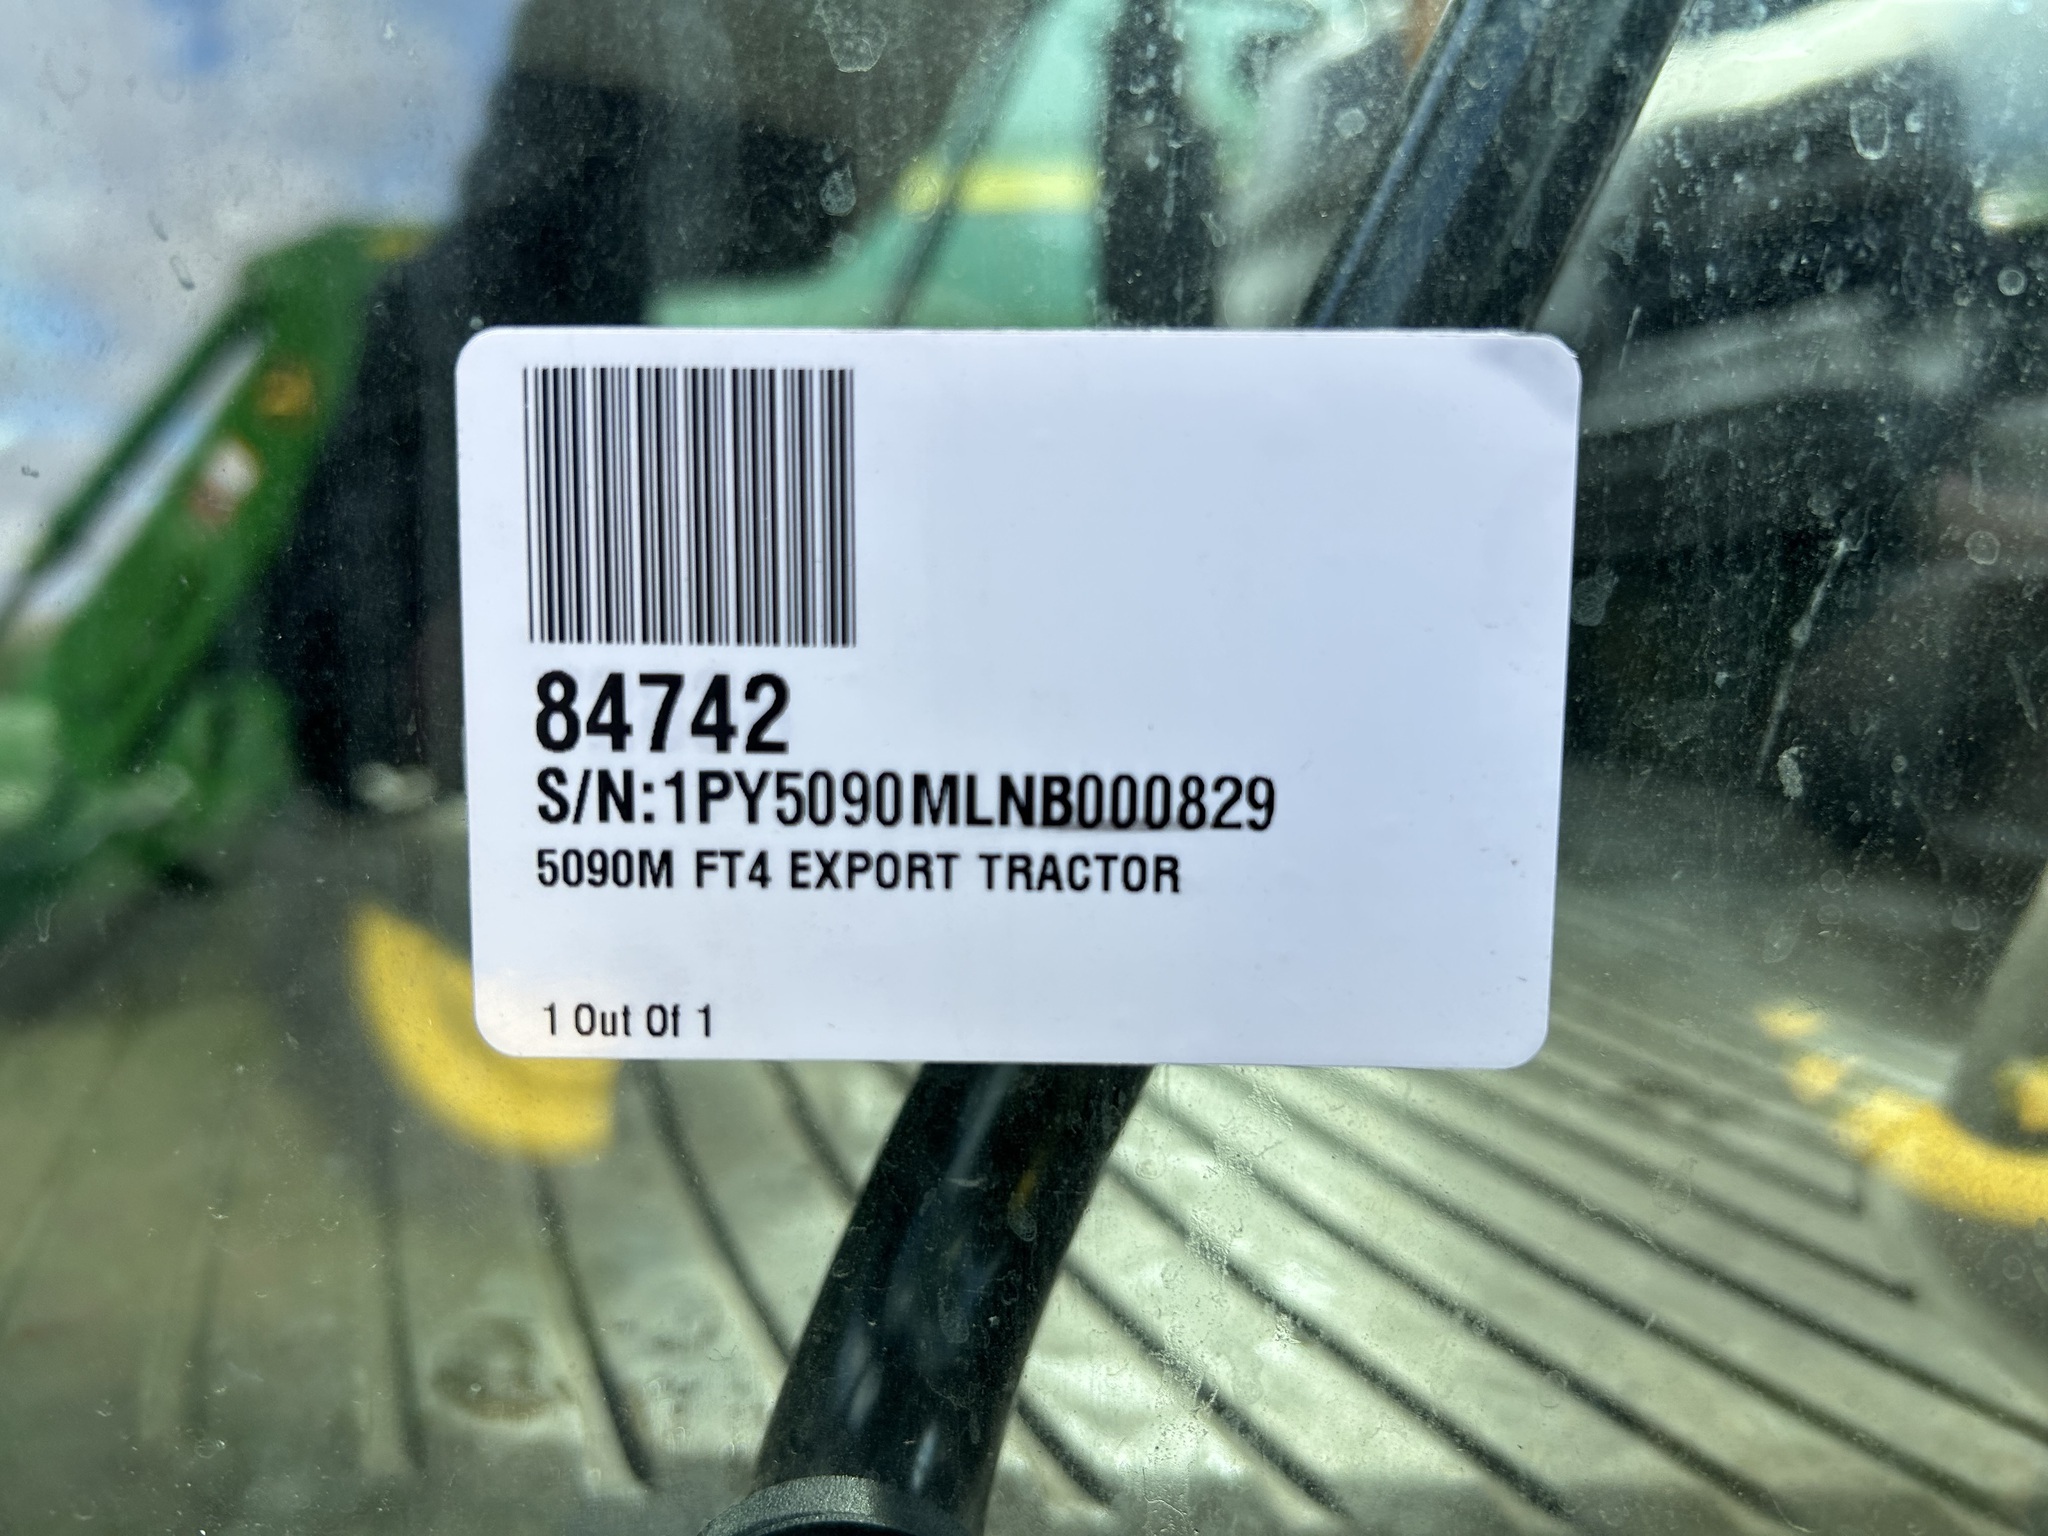 84742
S/N:1PY5090MLNB000829
5090M FT4 EXPORT TRACTOR
1 Out Of 1